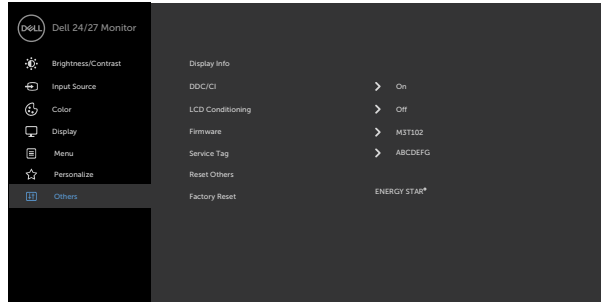 DELL Dell 24/27 Monitor
Brightness/Contrast Display Info
Input Source DDC/CI On
Color LCD Conditioning Off
Display Firmware M3T102
Menu Service Tag ABCDEFG
Personalize Reset Others
Others Factory Reset ENERGY STAR®